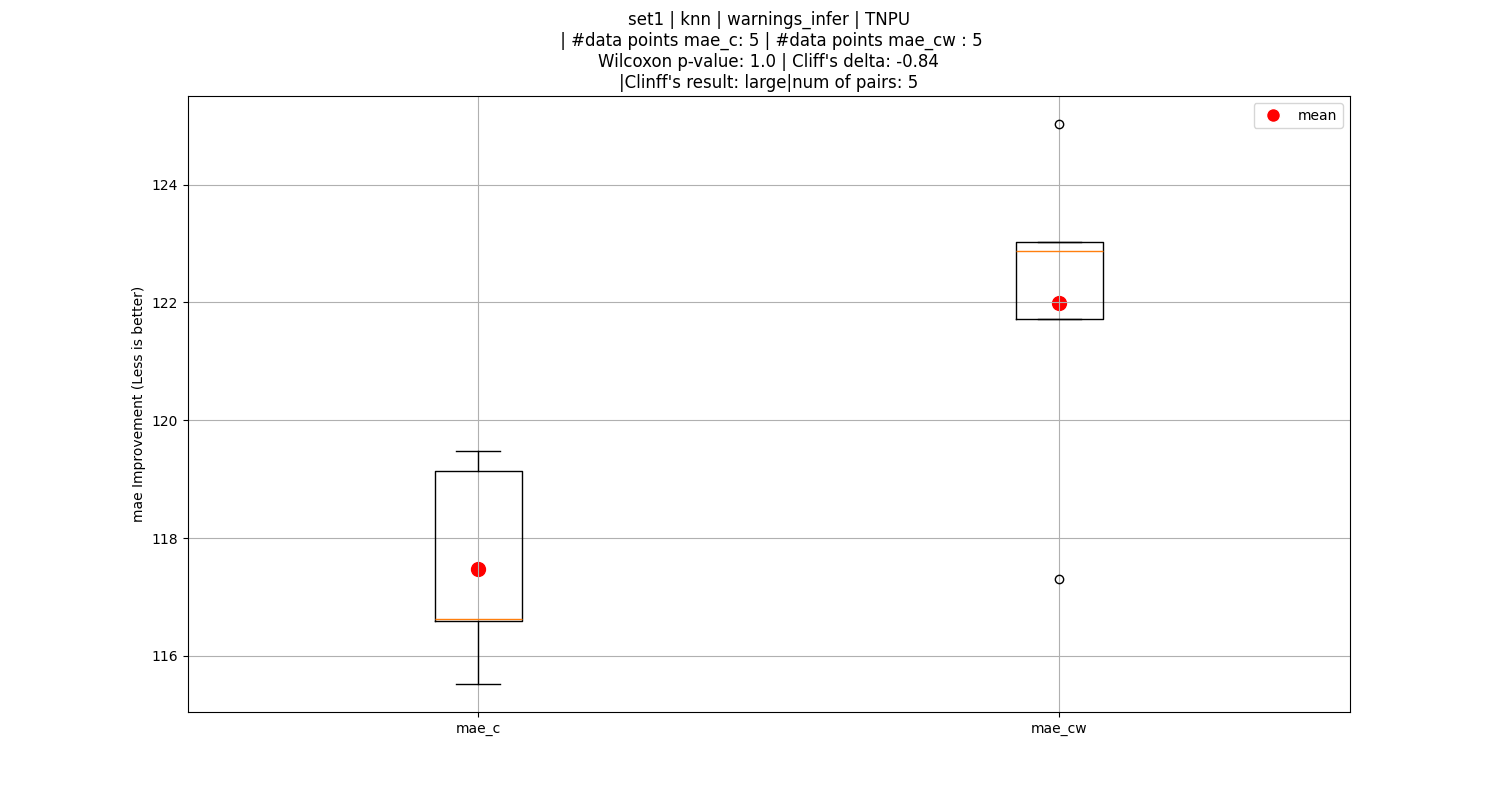 set1 | knn | warnings_infer | TNPU
| #data points mae_c: 5 | #data points mae_cw : 5
Wilcoxon p-value: 1.0 | Cliff's delta: -0.84
|Clinff's result: large|num of pairs: 5
mean
mae Improvement (Less is better)
124
122
120
118
116
mae_c
mae_cw